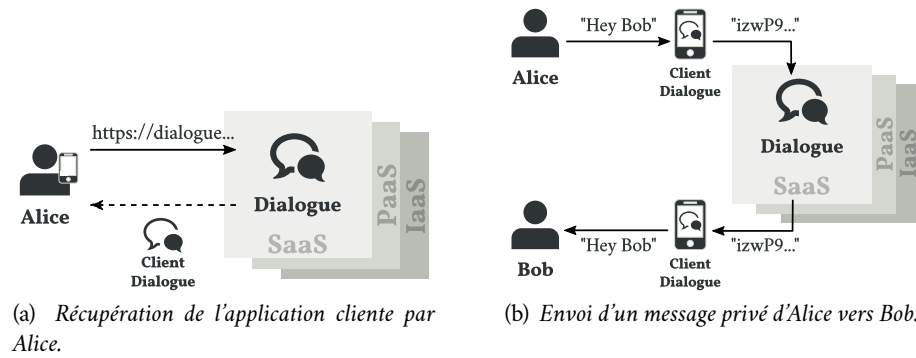 https://dialogue...
Alice
Dialogue
SaaS
PaaS
IaaS
Client
Dialogue
(a) Récupération de l'application cliente par
Alice.
"Hey Bob"
"izwP9..."
Alice
Client
Dialogue
Dialogue
SaaS
PaaS
IaaS
Bob
"Hey Bob"
"izwP9..."
Client
Dialogue
(b) Envoi d'un message privé d'Alice vers Bob.